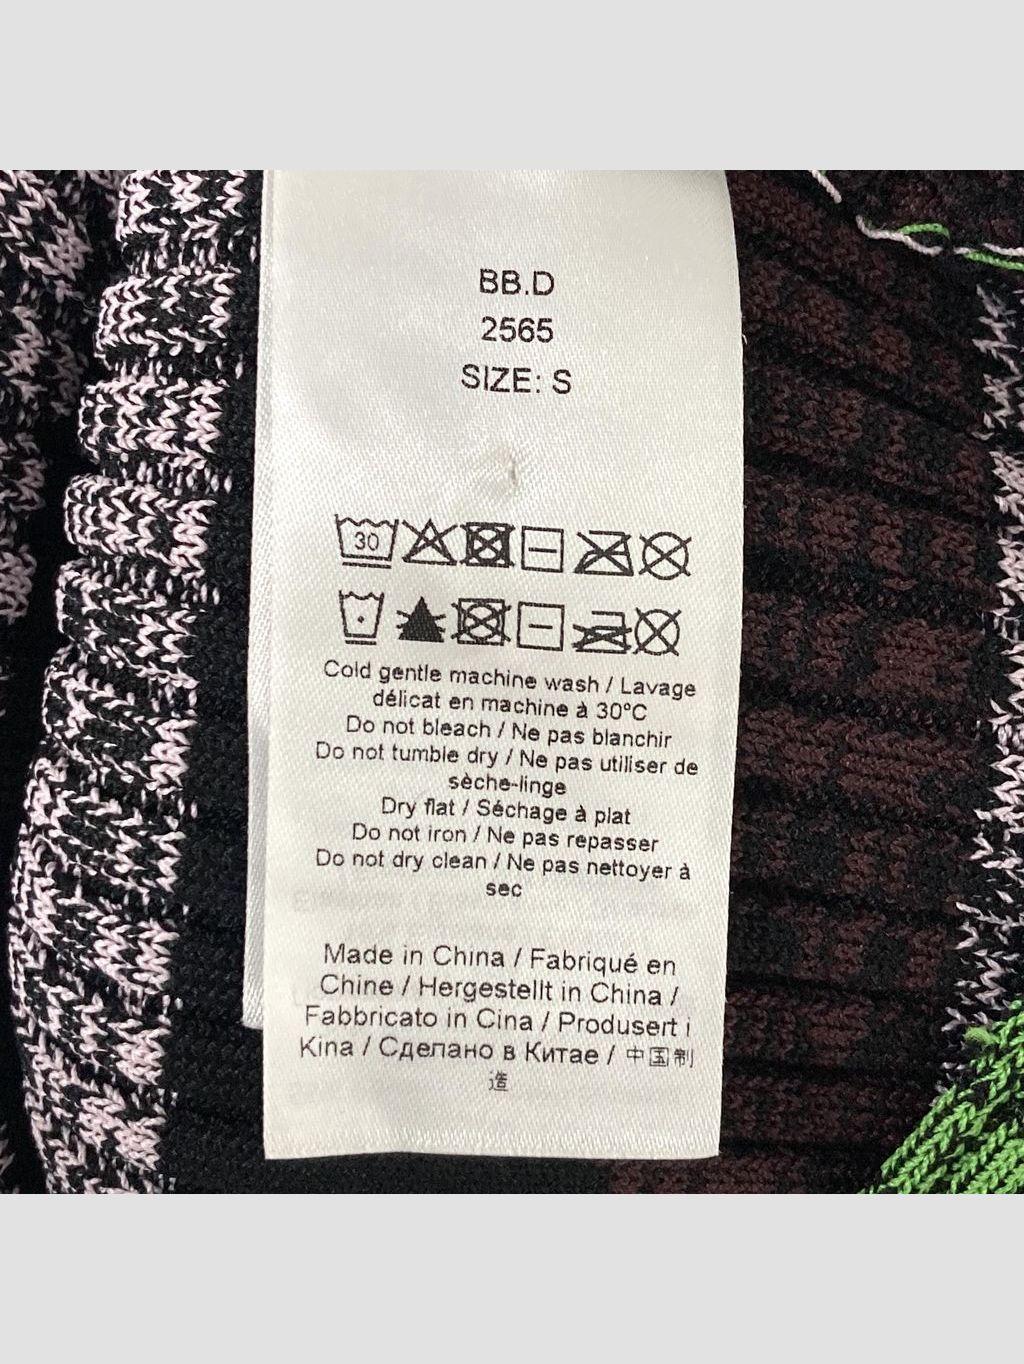 BB.D
2565
SIZE: S
30
Cold gentle machine wash / Lavage
délicat en machine à 30°C
Do not bleach / Ne pas blanchir
Do not tumble dry / Ne pas utiliser de
sèche-linge
Dry flat / Séchage à plat
Do not iron / Ne pas repasser
Do not dry clean / Ne pas nettoyer à
sec
Made in China / Fabriqué en
Chine / Hergestellt in China /
Fabbricato in Cina / Produsert i
Kina / Сделано в Китае / 中国制
造